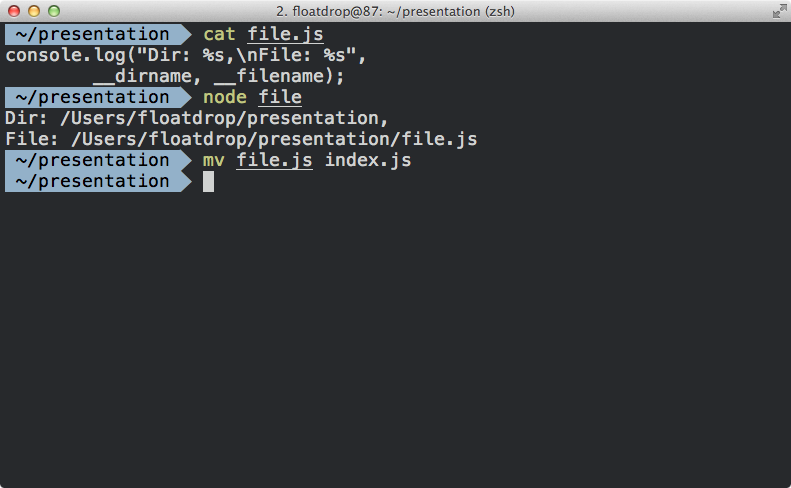 2. floatdrop@87: ~/presentation (zsh)
~/presentation cat file.js
console.log("Dir: %s,\nFile: %s",
        __dirname, __filename);
~/presentation node file
Dir: /Users/floatdrop/presentation,
File: /Users/floatdrop/presentation/file.js
~/presentation mv file.js index.js
~/presentation